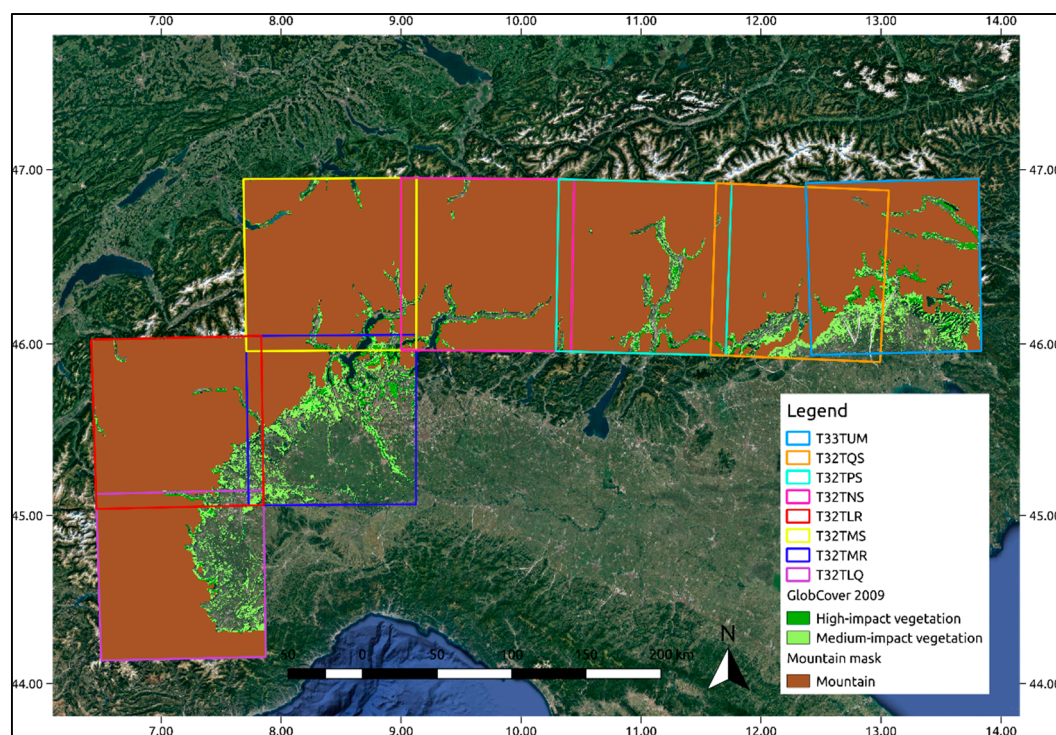 7.00 8.00 9.00 10.00 11.00 12.00 13.00 14.00
47.00 47.00
46.00 46.00
Legend
T33TUM
T32TQS
T32TPS
T32TNS
T32TLR
T32TMS
T32TMR
T32TLQ
GlobCover 2009
High-impact vegetation
Medium-impact vegetation
Mountain mask
Mountain
45.00 45.00
N
50 0 50 100 150 200 km
44.00 44.00
7.00 8.00 9.00 10.00 11.00 12.00 13.00 14.00